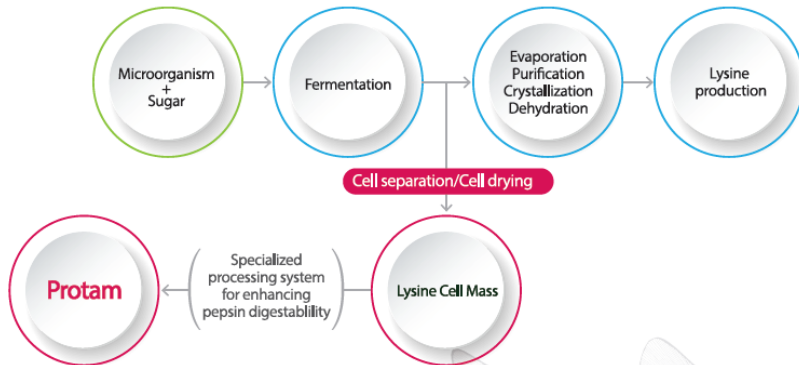 Microorganism
+
Sugar
Fermentation
Evaporation
Purification
Crystallization
Dehydration
Lysine
production
Cell separation/Cell drying
Protam
Specialized
processing system
for enhancing
pepsin digestablility
Lysine Cell Mass